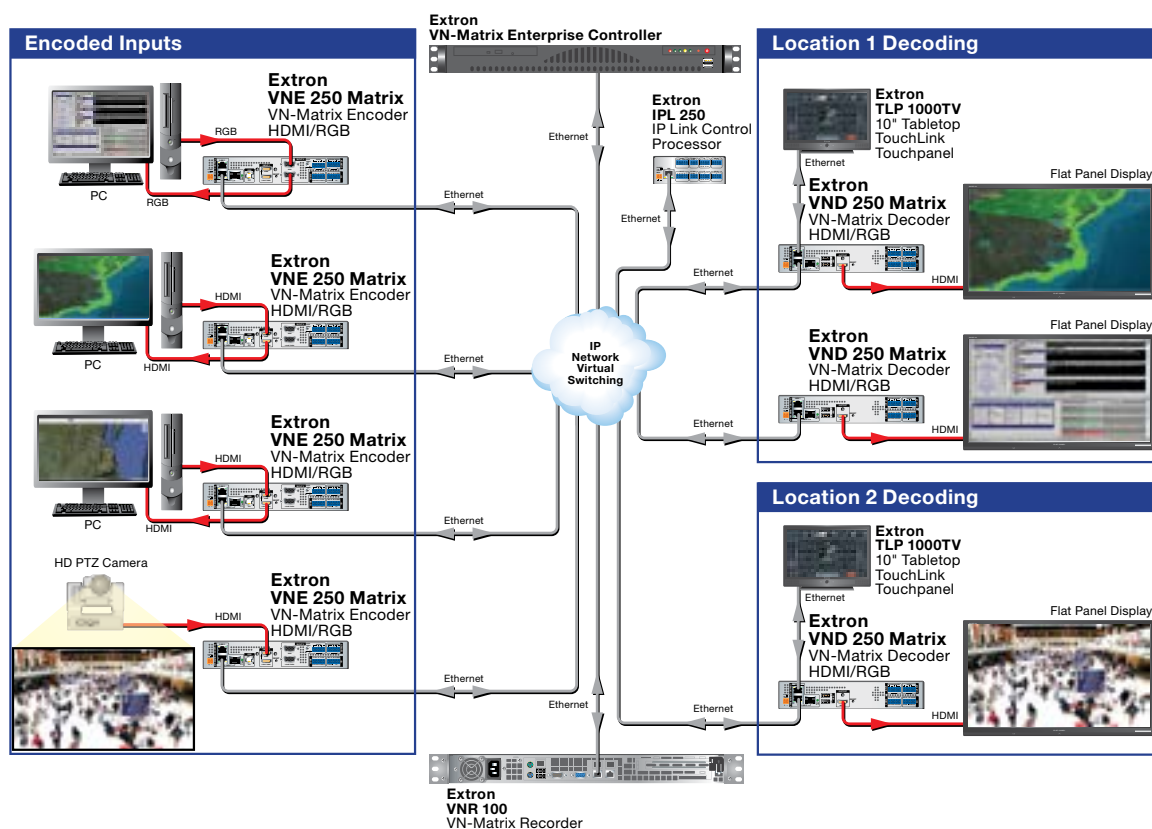 Extron
VN-Matrix Enterprise Controller
Encoded Inputs
Extron
VNE 250 Matrix
VN-Matrix Encoder
HDMI/RGB
RGB
PC
RGB
Ethernet
Extron
VNE 250 Matrix
VN-Matrix Encoder
HDMI/RGB
HDMI
PC
HDMI
Ethernet
Extron
VNE 250 Matrix
VN-Matrix Encoder
HDMI/RGB
HDMI
PC
HDMI
Ethernet
HD PTZ Camera
Extron
VNE 250 Matrix
VN-Matrix Encoder
HDMI/RGB
HDMI
Ethernet
Ethernet
Extron
IPL 250
IP Link Control
Processor
Ethernet
IP
Network
Virtual
Switching
Ethernet
Ethernet
Ethernet
Ethernet
Extron
VNR 100
VN-Matrix Recorder
Location 1 Decoding
Extron
TLP 1000TV
10" Tabletop
TouchLink
Touchpanel
Ethernet
Flat Panel Display
Extron
VND 250 Matrix
VN-Matrix Decoder
HDMI/RGB
HDMI
Flat Panel Display
Extron
VND 250 Matrix
VN-Matrix Decoder
HDMI/RGB
HDMI
Location 2 Decoding
Extron
TLP 1000TV
10" Tabletop
TouchLink
Touchpanel
Ethernet
Flat Panel Display
Extron
VND 250 Matrix
VN-Matrix Decoder
HDMI/RGB
HDMI